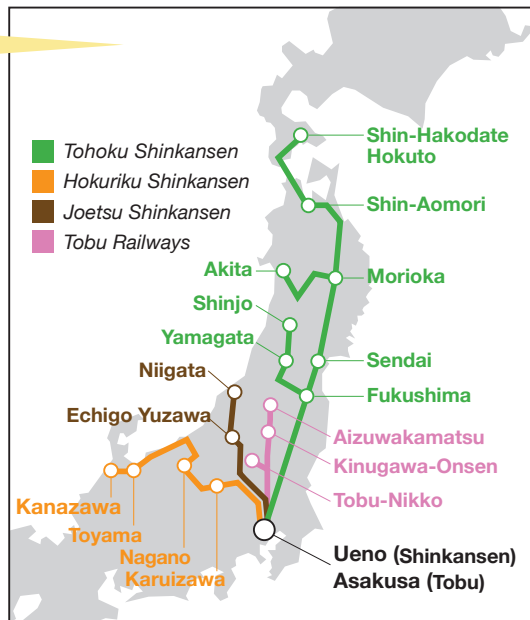 Shin-Hakodate
Hokuto
Tohoku Shinkansen
Hokuriku Shinkansen
Joetsu Shinkansen
Tobu Railways
Shin-Aomori
Akita
Morioka
Shinjo
Yamagata
Sendai
Niigata
Fukushima
Echigo Yuzawa
Aizuwakamatsu
Kinugawa-Onsen
Tobu-Nikko
Kanazawa
Toyama
Nagano
Karuizawa
Ueno (Shinkansen)
Asakusa (Tobu)